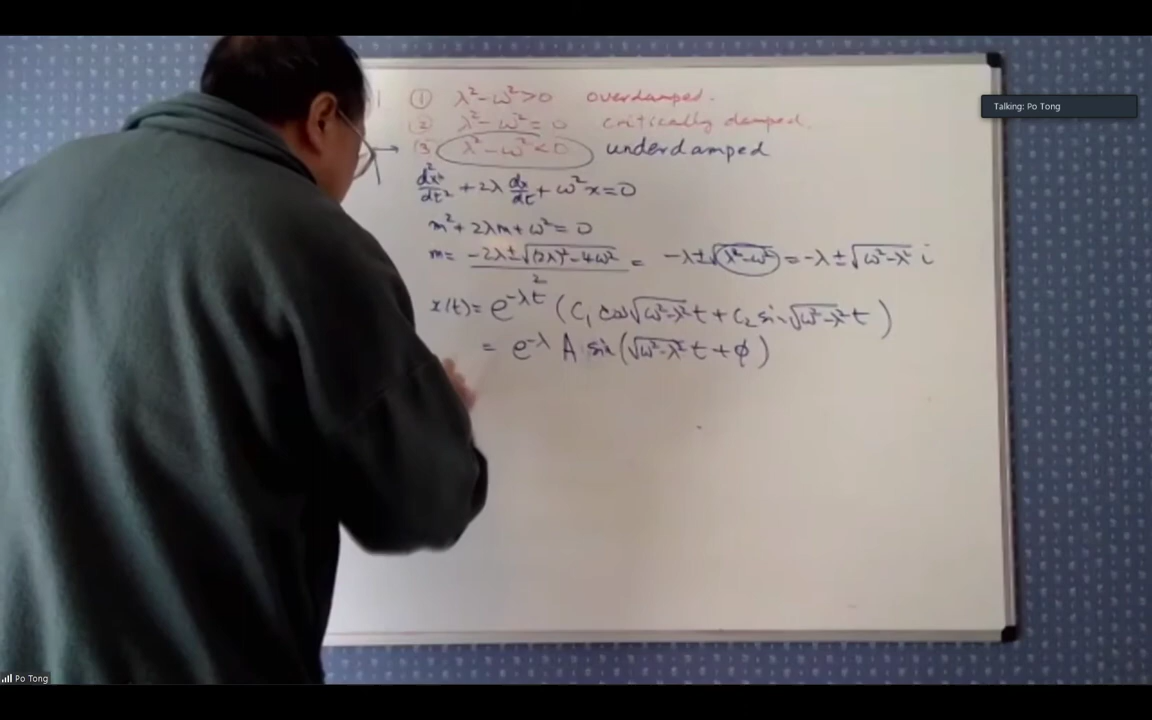 ① λ²-ω²>0 overdamped.
② λ²-ω²=0 critically damped.
③ λ²-ω²<0 underdamped
d²x/dt² + 2λ dx/dt + ω²x=0
m²+2λm+ω²=0
m= (-2λ±√((2λ)²-4ω²))/2 = -λ±√(λ²-ω²) = -λ±√(ω²-λ²) i
x(t)= e^(-λt) (C₁ cos√(ω²-λ²)t + C₂ sin√(ω²-λ²)t)
= e^(-λ) A sin(√(ω²-λ²)t+ϕ)
Talking: Po Tong
Po Tong